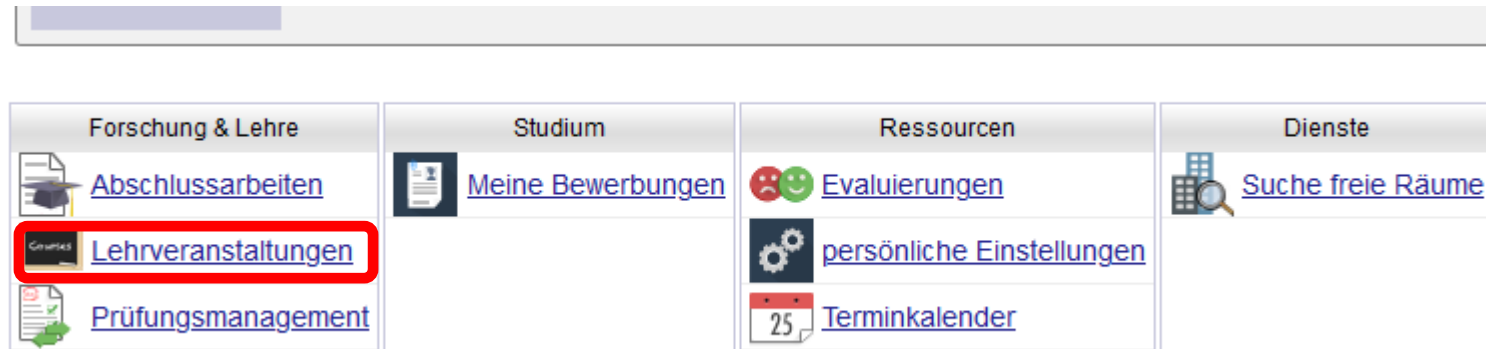 Forschung & Lehre
Abschlussarbeiten
Courses Lehrveranstaltungen
Prüfungsmanagement
Studium
Meine Bewerbungen
Ressourcen
Evaluierungen
persönliche Einstellungen
25 Terminkalender
Dienste
Suche freie Räume